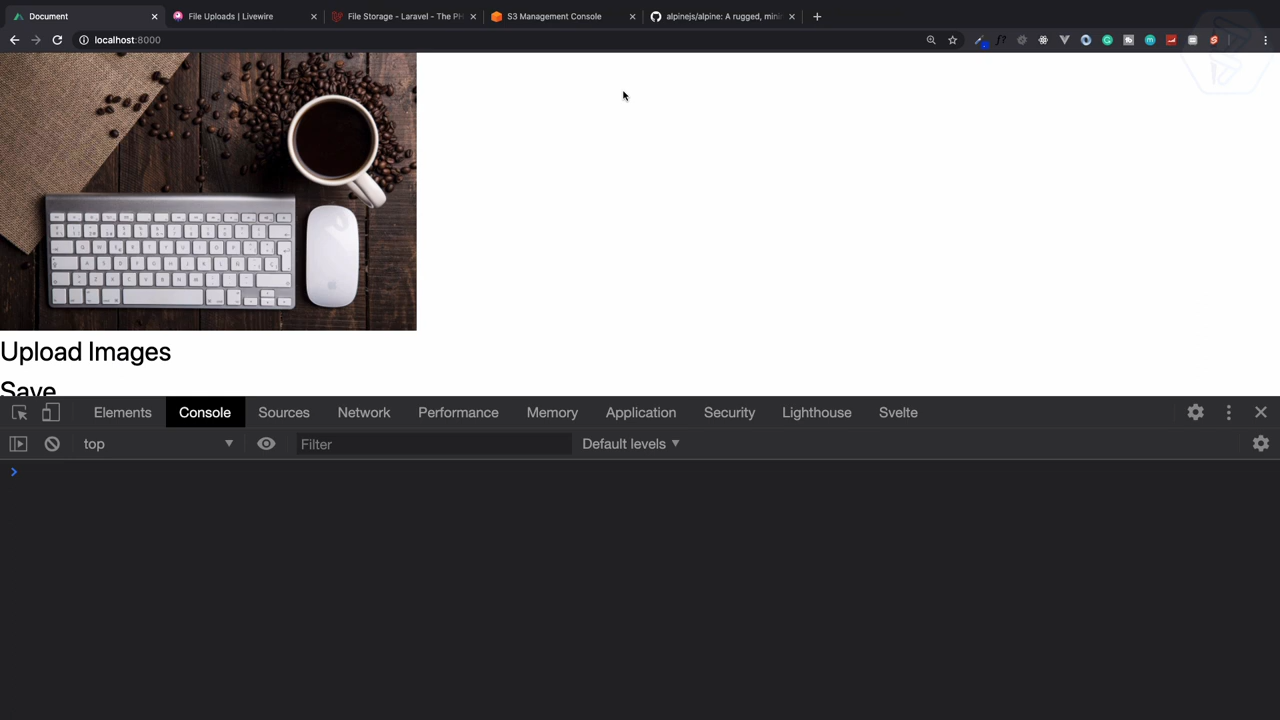 Document
File Uploads | Livewire
File Storage - Laravel - The PH
S3 Management Console
alpinejs/alpine: A rugged, mini
localhost:8000
Upload Images
Save
Elements
Console
Sources
Network
Performance
Memory
Application
Security
Lighthouse
Svelte
top
Filter
Default levels